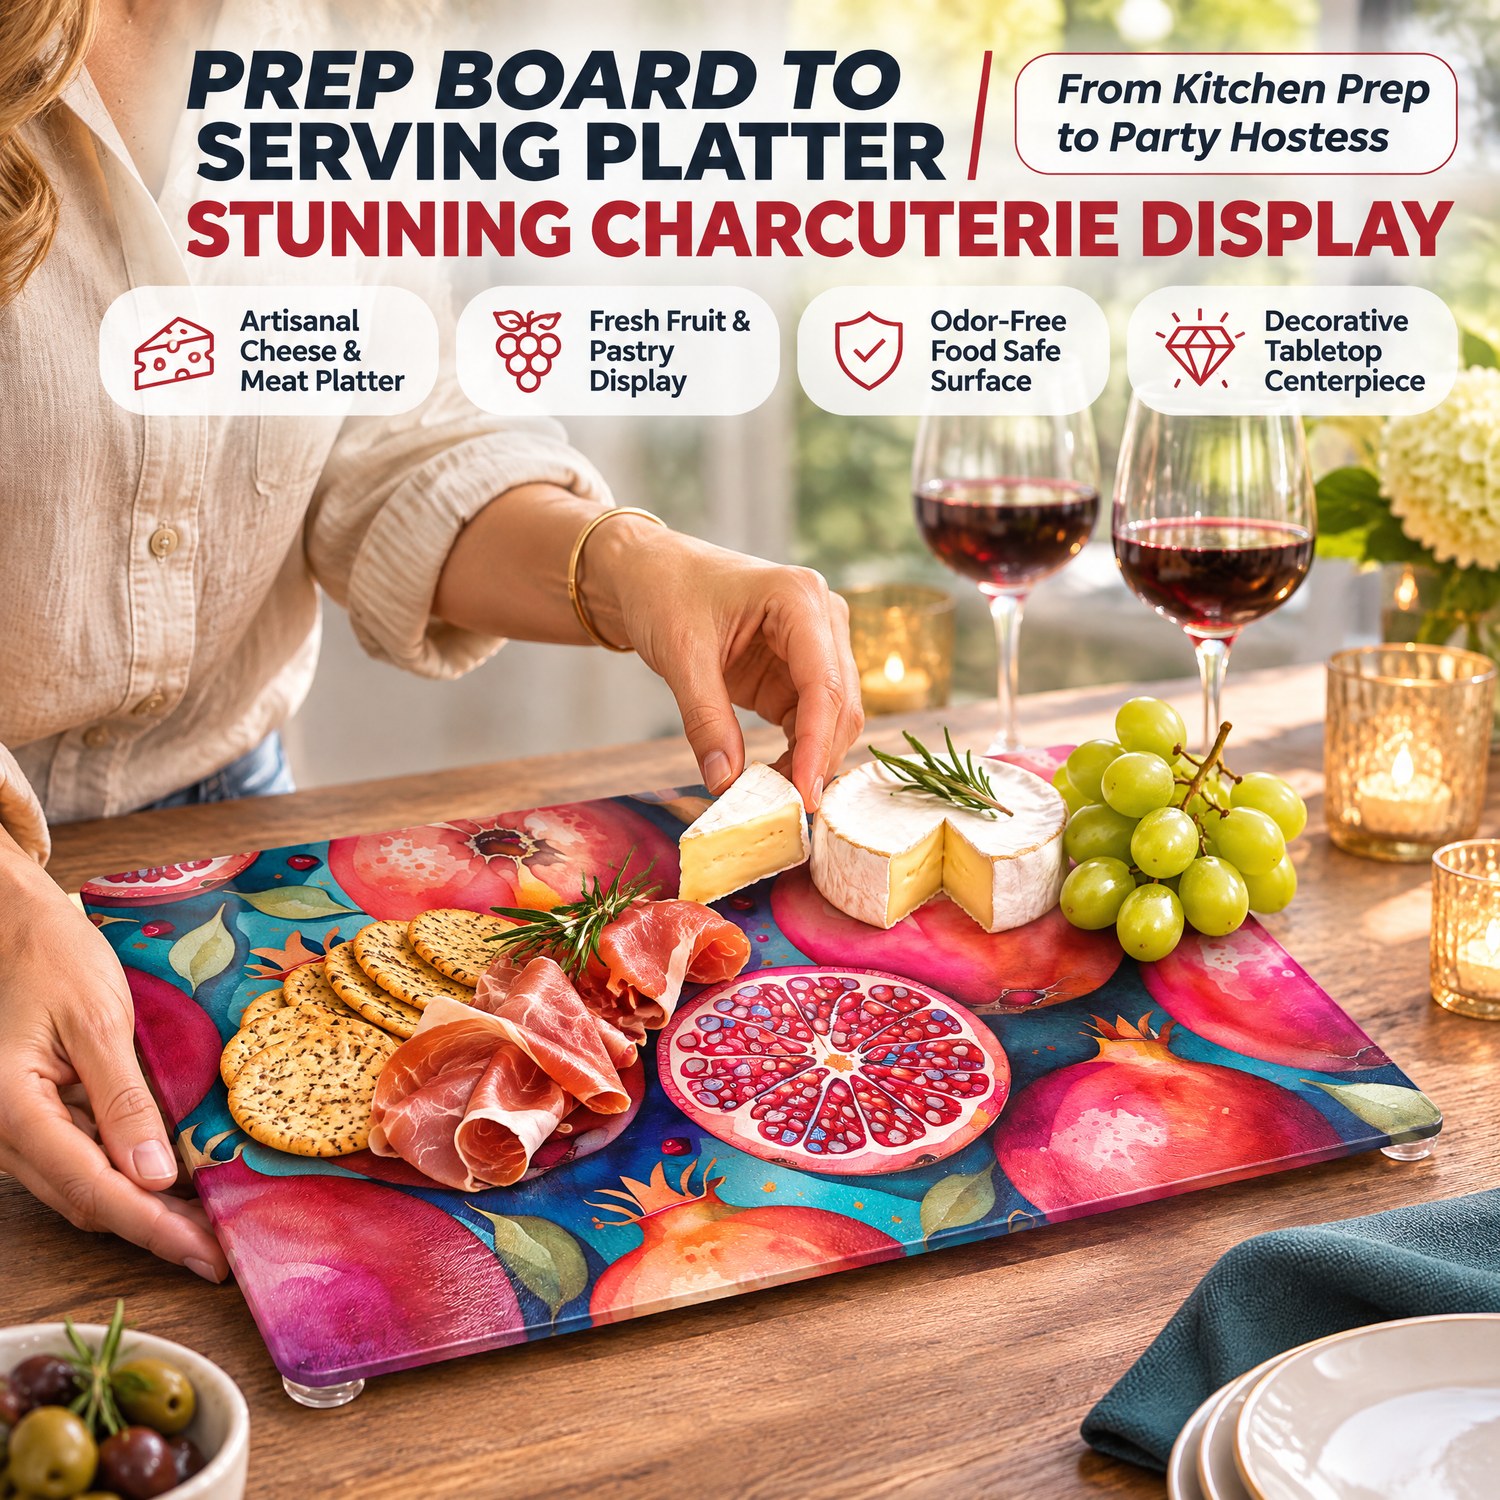 PREP BOARD TO
SERVING PLATTER
From Kitchen Prep
to Party Hostess
STUNNING CHARCUTERIE DISPLAY
Artisanal
Cheese &
Meat Platter
Fresh Fruit &
Pastry
Display
Odor-Free
Food Safe
Surface
Decorative
Tabletop
Centerpiece